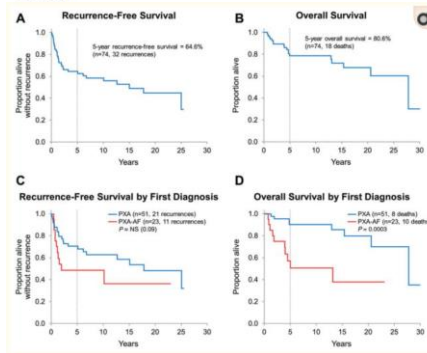 A
Recurrence-Free Survival
5-year recurrence-free survival = 64.6%
(n=74, 32 recurrences)
Proportion alive
without recurrence
1.0
0.8
0.6
0.4
0.2
0.0
0 5 10 15 20 25 30
Years
B
Overall Survival
5-year overall survival = 80.6%
(n=74, 18 deaths)
Proportion alive
1.0
0.8
0.6
0.4
0.2
0.0
0 5 10 15 20 25 30
Years
C
Recurrence-Free Survival by First Diagnosis
PXA (n=51, 21 recurrences)
PXA-AF (n=23, 11 recurrences)
P = NS (0.09)
Proportion alive
without recurrence
1.0
0.8
0.6
0.4
0.2
0.0
0 5 10 15 20 25 30
Years
D
Overall Survival by First Diagnosis
PXA (n=51, 8 deaths)
PXA-AF (n=23, 10 deaths)
P = 0.0003
Proportion alive
1.0
0.8
0.6
0.4
0.2
0.0
0 5 10 15 20 25 30
Years